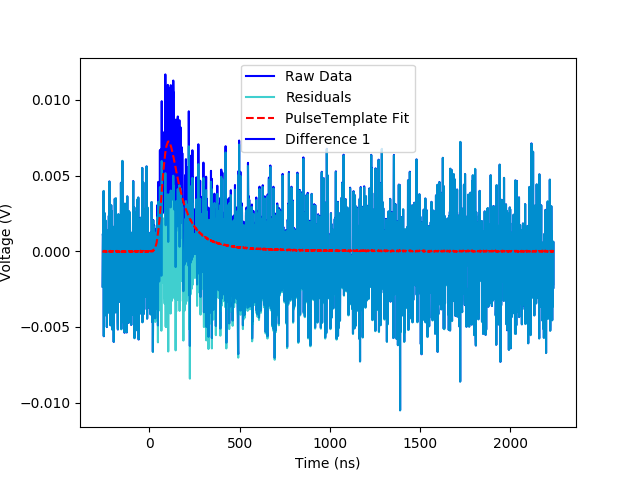 Raw Data
Residuals
PulseTemplate Fit
Difference 1
0.010
0.005
0.000
−0.005
−0.010
Voltage (V)
0
500
1000
1500
2000
Time (ns)